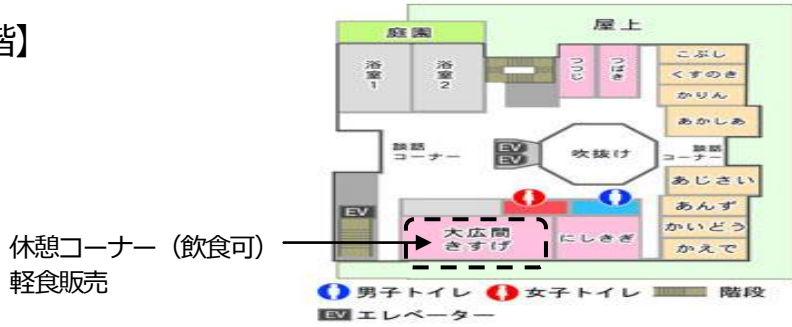 階】
庭園
屋上
浴室1
浴室2
つつじ
つばき
こぶし
くすのき
かりん
あかしあ
談話
コーナー
EV
EV
吹抜け
談話
コーナー
あじさい
あんず
かいどう
かえで
EV
大広間
きすげ
にしきぎ
休憩コーナー（飲食可）
軽食販売
男子トイレ 女子トイレ 階段
EV エレベーター